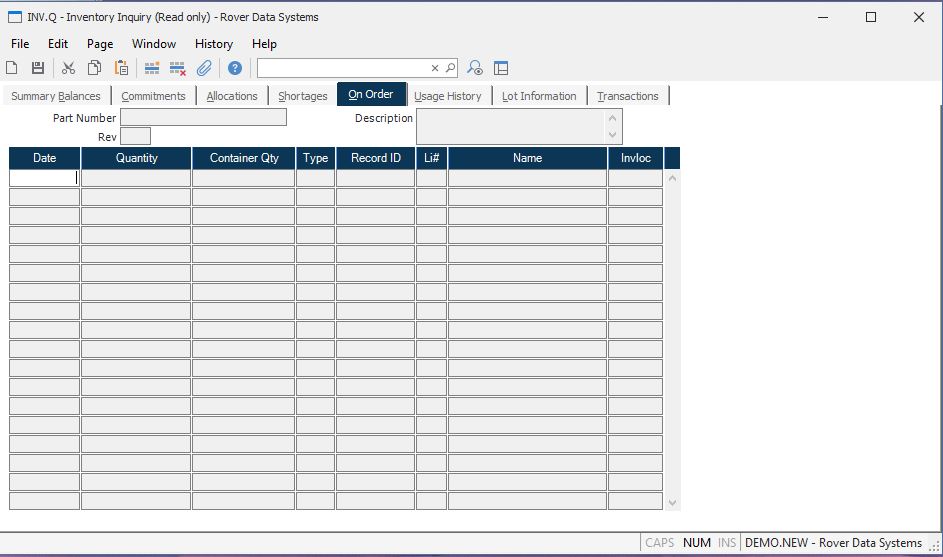 INV.Q - Inventory Inquiry (Read only) - Rover Data Systems
File Edit Page Window History Help
Summary Balances Commitments Allocations Shortages On Order Usage History Lot Information Transactions
Part Number Description
Rev
Date Quantity Container Qty Type Record ID Li# Name Invloc
CAPS NUM INS DEMO.NEW - Rover Data Systems